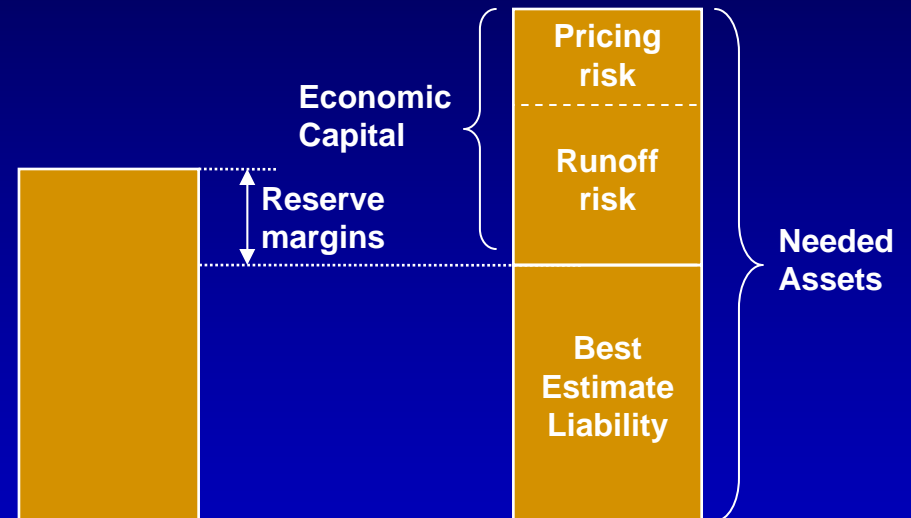 Pricing
risk
Economic
Capital
Runoff
risk
Reserve
margins
Needed
Assets
Best
Estimate
Liability